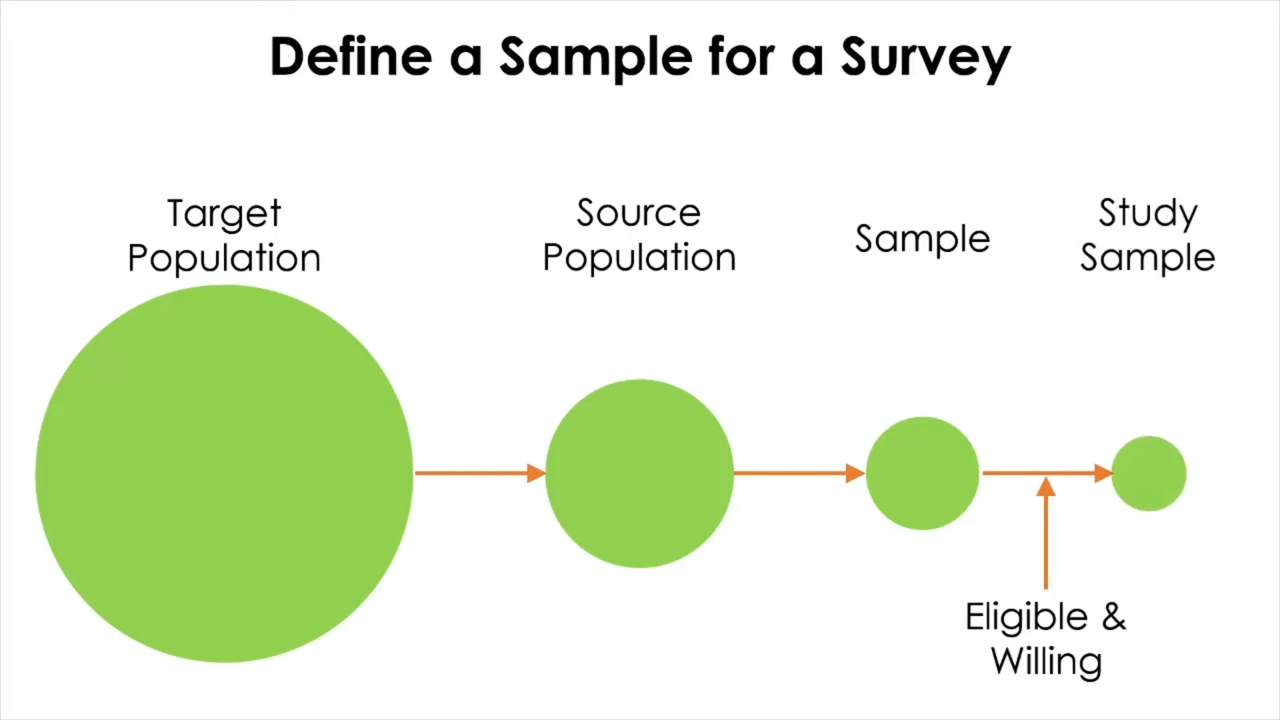 Define a Sample for a Survey
Target
Population
Source
Population
Sample
Study
Sample
Eligible &
Willing